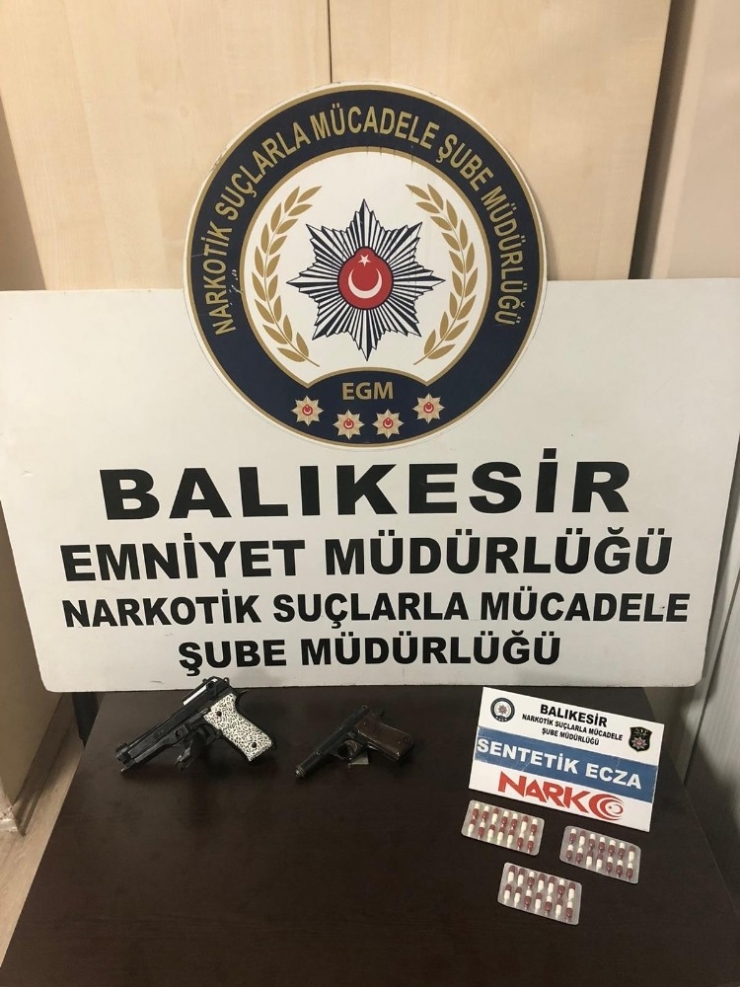 NARKOTİK SUÇLARLA MÜCADELE ŞUBE MÜDÜRLÜĞÜ
EGM
BALIKESİR
EMNİYET MÜDÜRLÜĞÜ
NARKOTİK SUÇLARLA MÜCADELE
ŞUBE MÜDÜRLÜĞÜ
BALIKESİR
NARKOTİK SUÇLARLA MÜCADELE
ŞUBE MÜDÜRLÜĞÜ
SENTETİK ECZA
NARKO